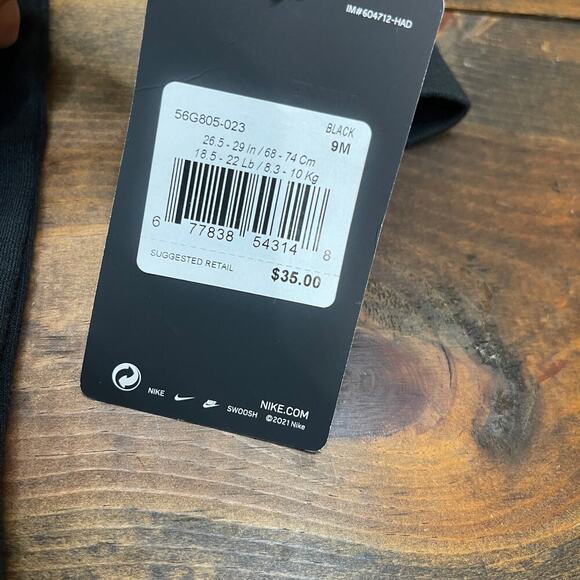 IM#604712-HAD
56G805-023
BLACK
9M
26.5 - 29 in / 68 - 74 Cm
18.5 - 22 Lb / 8.3 - 10 Kg
6 77838 54314 8
SUGGESTED RETAIL
$35.00
NIKE
SWOOSH
NIKE.COM
©2021 Nike